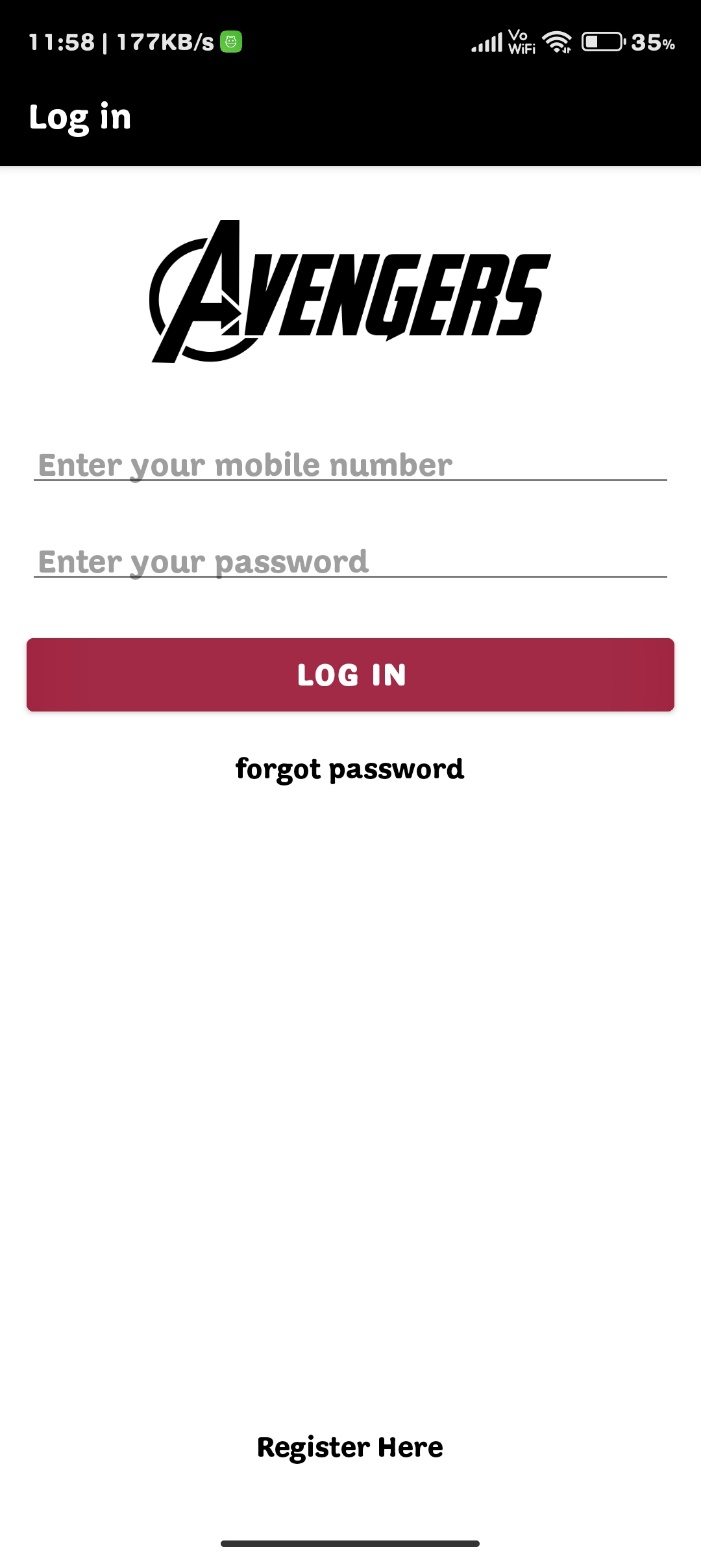 11:58 | 177KB/s Vo WiFi 35%
Log in
AVENGERS
Enter your mobile number
Enter your password
LOG IN
forgot password
Register Here